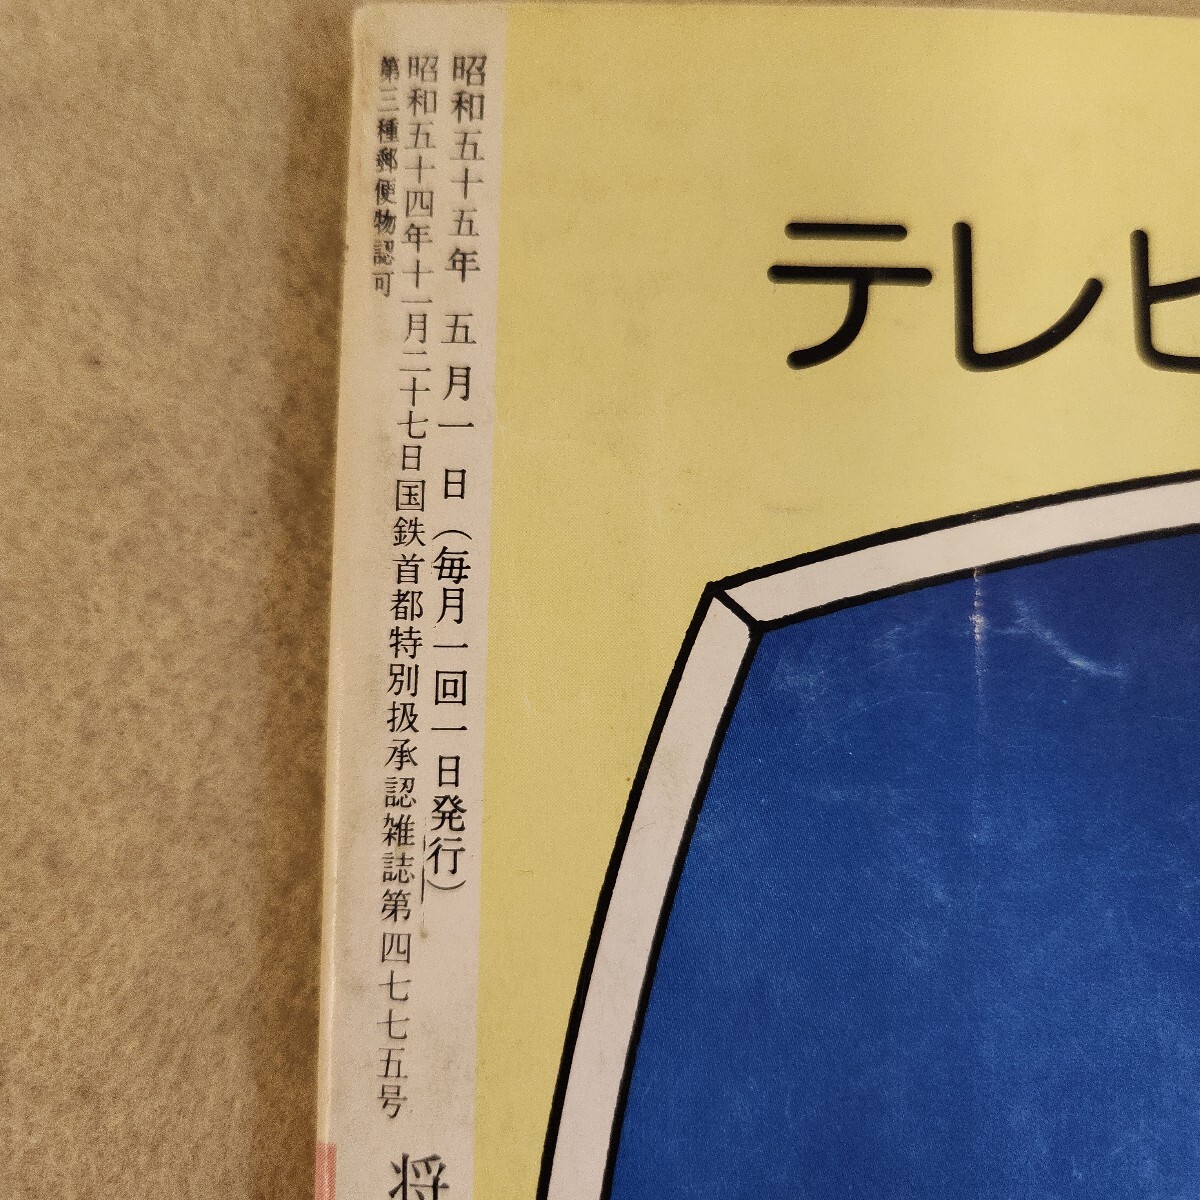 昭和五十五年五月一日（毎月一回一日発行）
昭和五十四年十一月二十七日国鉄首都特別扱承認雑誌第四七七五号
第三種郵便物認可
将
テレビ